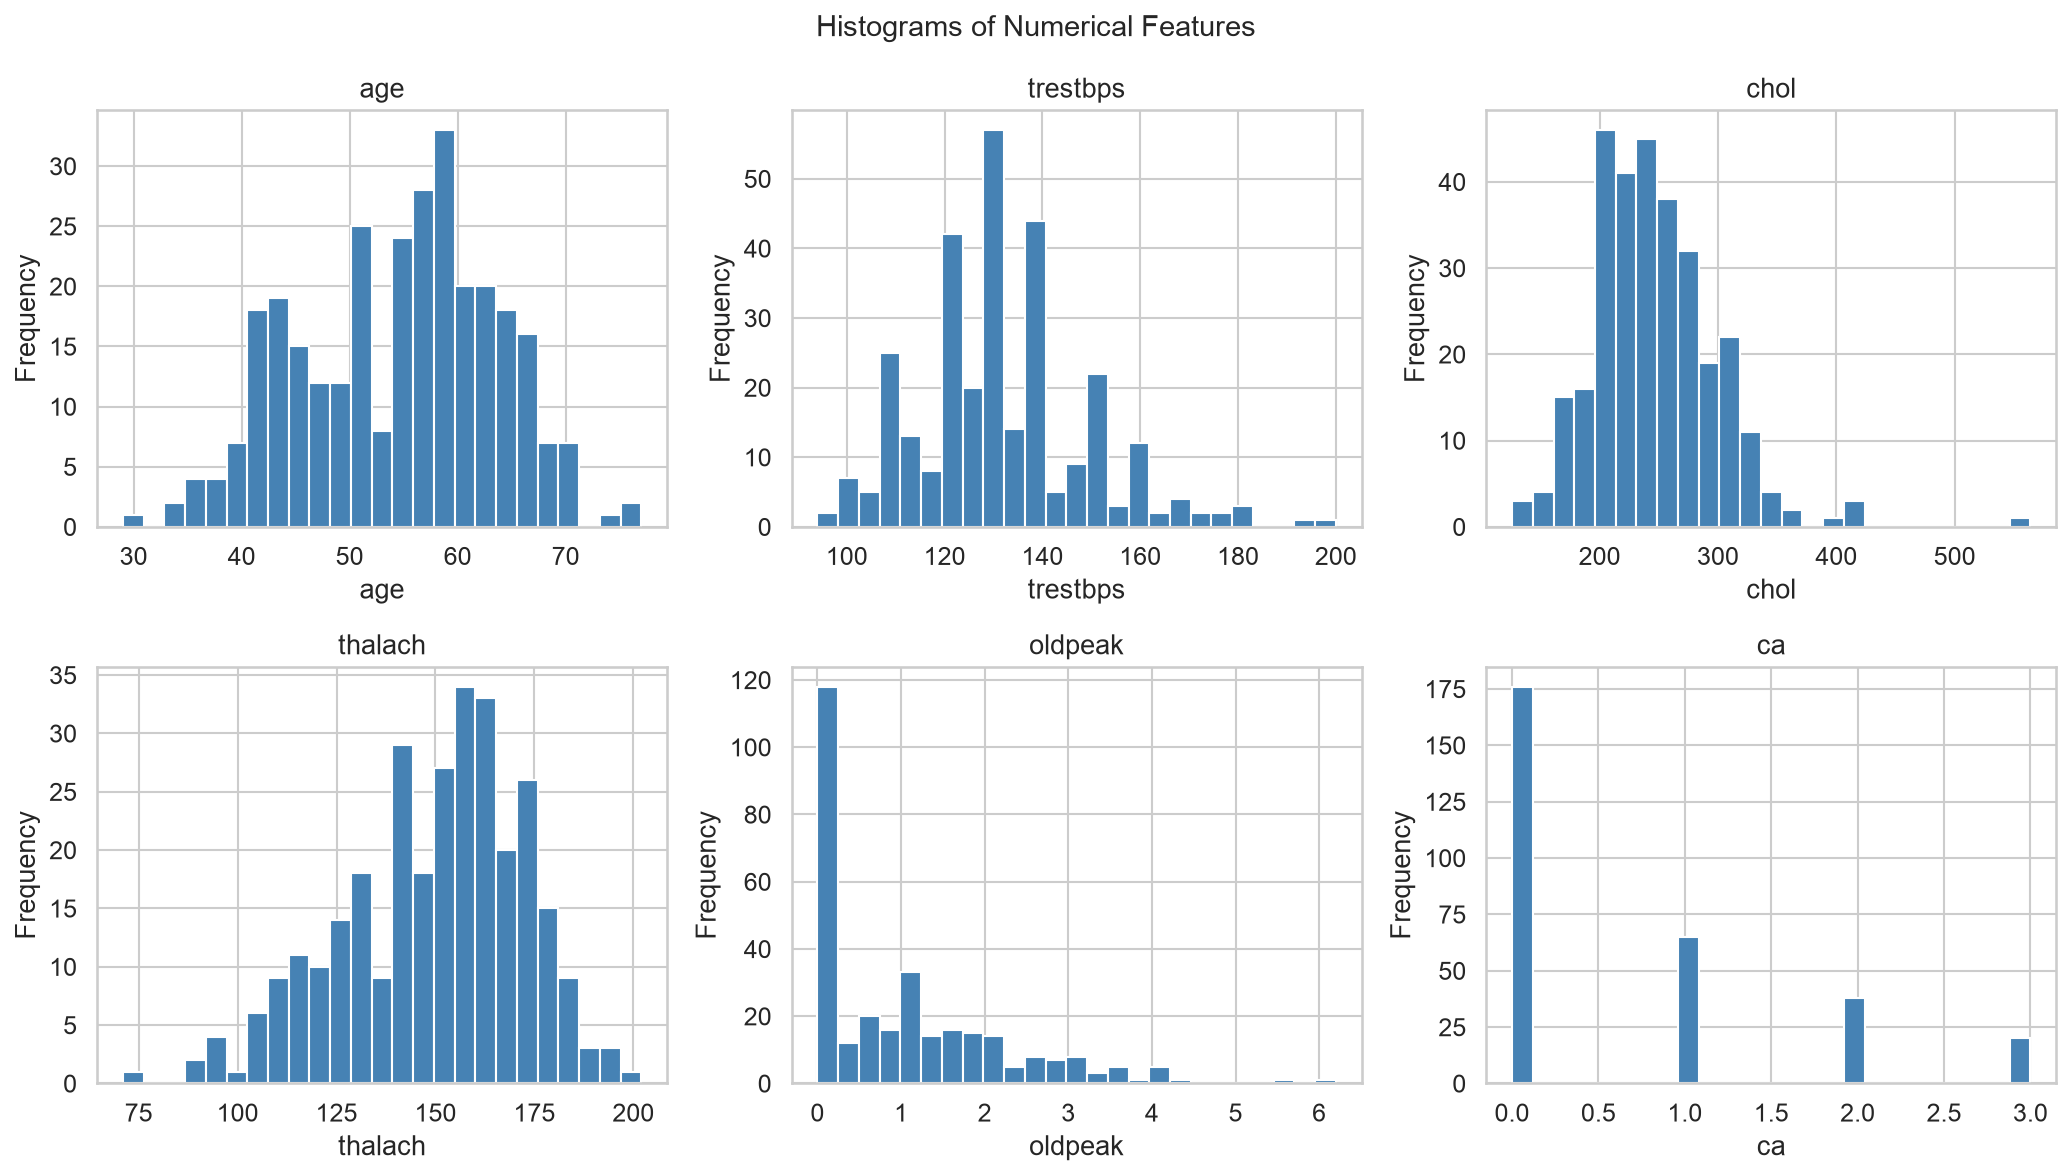 Histograms of Numerical Features
age
trestbps
chol
Frequency
0
5
10
15
20
25
30
30 40 50 60 70
age
Frequency
0
10
20
30
40
50
100 120 140 160 180 200
trestbps
Frequency
0
10
20
30
40
200 300 400 500
chol
thalach
oldpeak
ca
Frequency
0
5
10
15
20
25
30
35
75 100 125 150 175 200
thalach
Frequency
0
20
40
60
80
100
120
0 1 2 3 4 5 6
oldpeak
Frequency
0
25
50
75
100
125
150
175
0.0 0.5 1.0 1.5 2.0 2.5 3.0
ca